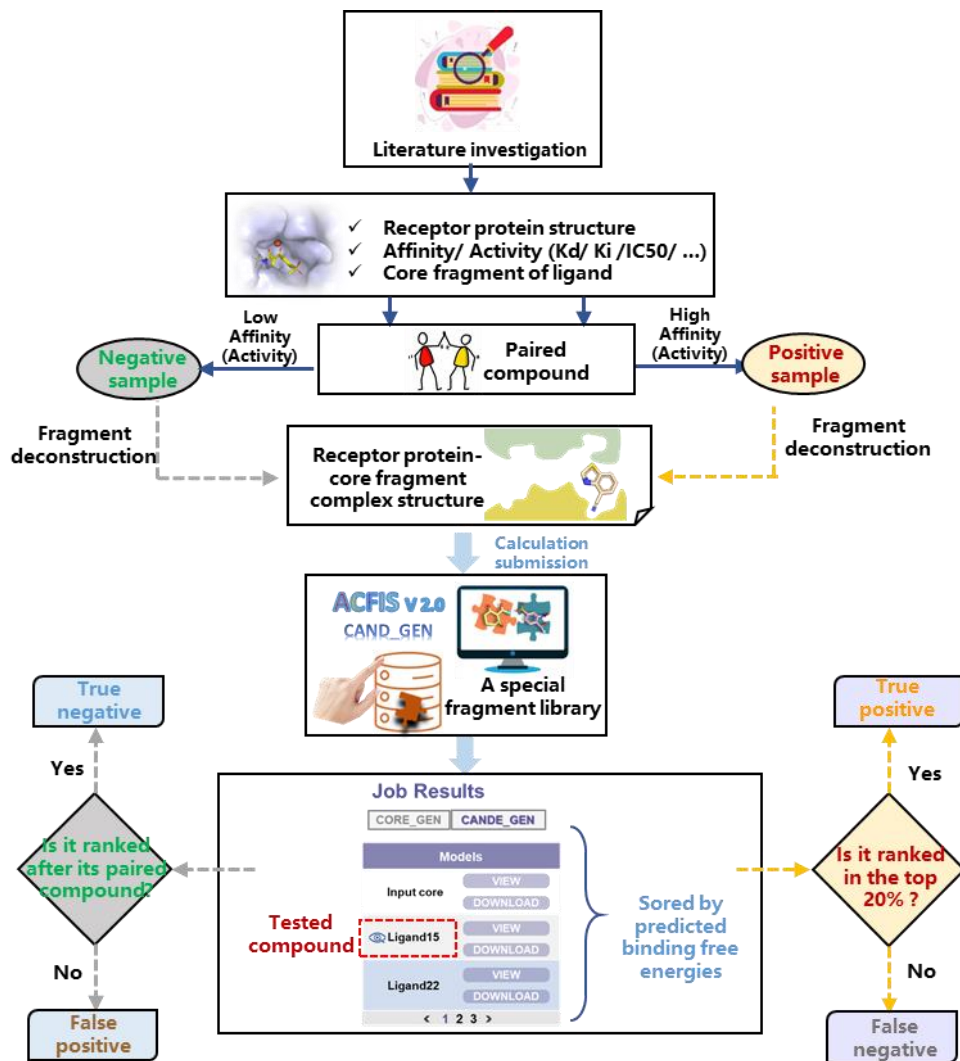 Literature investigation
✓ Receptor protein structure
✓ Affinity/ Activity (Kd/ Ki /IC50/ ...)
✓ Core fragment of ligand
Low
Affinity
(Activity)
High
Affinity
(Activity)
Negative
sample
Paired
compound
Positive
sample
Fragment
deconstruction
Fragment
deconstruction
Receptor protein-
core fragment
complex structure
Calculation
submission
ACFIS V 2.0
CAND_GEN
A special
fragment library
True
negative
True
positive
Yes
Yes
Is it ranked
after its paired
compound?
Is it ranked
in the top
20% ?
No
No
False
positive
False
negative
Job Results
CORE_GEN CANDE_GEN
Models
Input core
VIEW
DOWNLOAD
Tested
compound
Ligand15
VIEW
DOWNLOAD
Ligand22
VIEW
DOWNLOAD
< 1 2 3 >
Sored by
predicted
binding free
energies